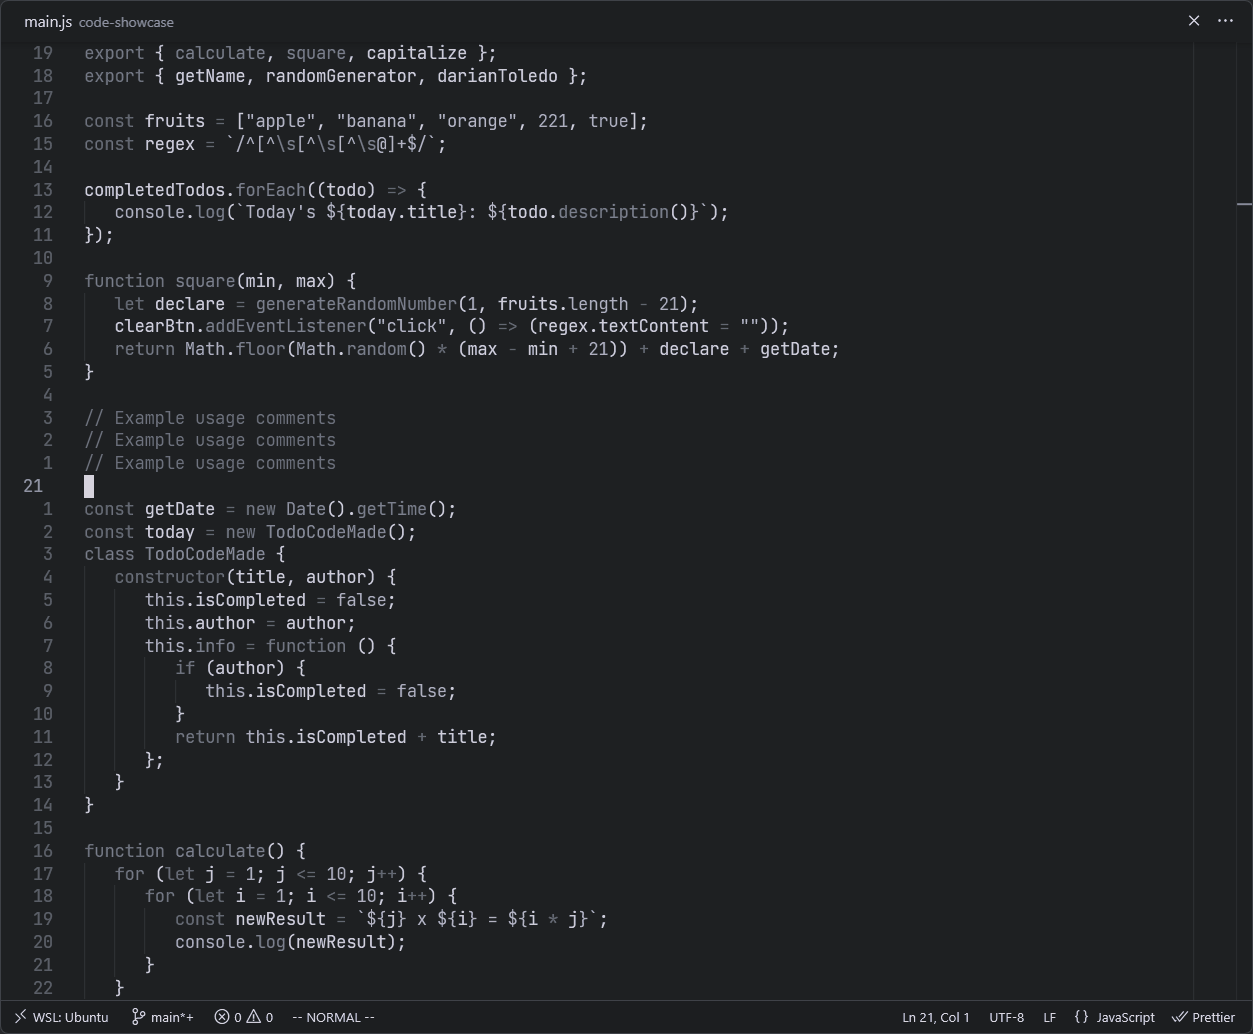 main.js code-showcase
19 export { calculate, square, capitalize };
18 export { getName, randomGenerator, darianToledo };
17
16 const fruits = ["apple", "banana", "orange", 221, true];
15 const regex = `/^[^\s[^\s[^\s@]+$/`;
14
13 completedTodos.forEach((todo) => {
12 console.log(`Today's ${today.title}: ${todo.description()}`);
11 });
10
9 function square(min, max) {
8 let declare = generateRandomNumber(1, fruits.length - 21);
7 clearBtn.addEventListener("click", () => (regex.textContent = ""));
6 return Math.floor(Math.random() * (max - min + 21)) + declare + getDate;
5 }
4
3 // Example usage comments
2 // Example usage comments
1 // Example usage comments
21
1 const getDate = new Date().getTime();
2 const today = new TodoCodeMade();
3 class TodoCodeMade {
4 constructor(title, author) {
5 this.isCompleted = false;
6 this.author = author;
7 this.info = function () {
8 if (author) {
9 this.isCompleted = false;
10 }
11 return this.isCompleted + title;
12 };
13 }
14 }
15
16 function calculate() {
17 for (let j = 1; j <= 10; j++) {
18 for (let i = 1; i <= 10; i++) {
19 const newResult = `${j} x ${i} = ${i * j}`;
20 console.log(newResult);
21 }
22 }
WSL: Ubuntu main*+ 0 0 -- NORMAL -- Ln 21, Col 1 UTF-8 LF {} JavaScript Prettier